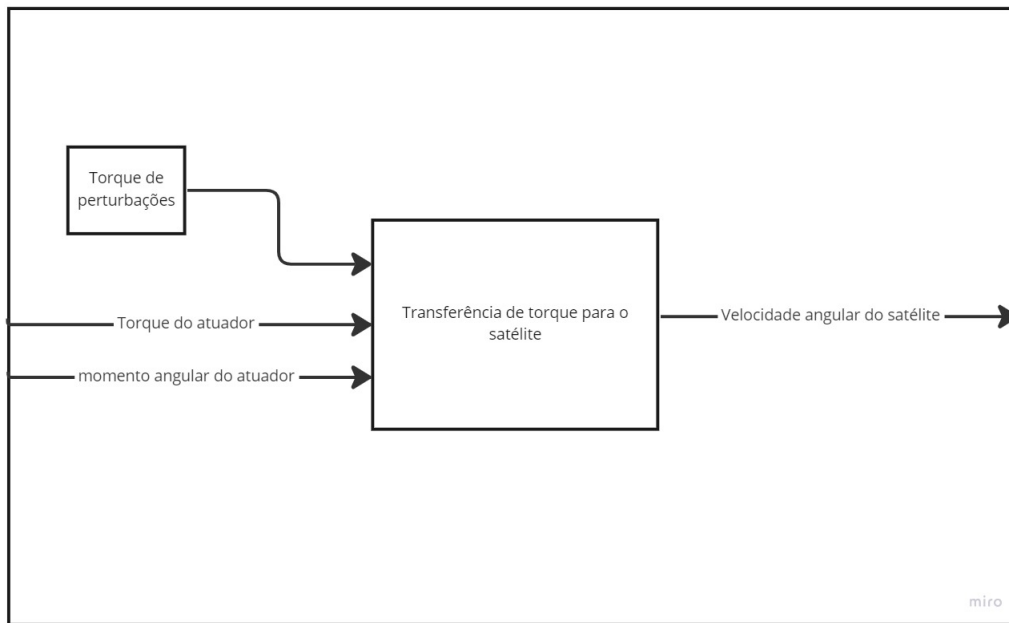 Torque de
perturbações
Transferência de torque para o
satélite
Torque do atuador
Velocidade angular do satélite
momento angular do atuador
miro